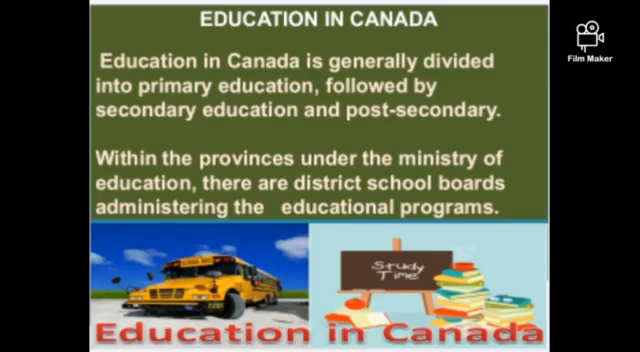 EDUCATION IN CANADA
Film Maker
Education in Canada is generally divided
into primary education, followed by
secondary education and post-secondary.
Within the provinces under the ministry of
education, there are district school boards
administering the educational programs.
SCHOOL BUS
Study
Time
Education in Canada